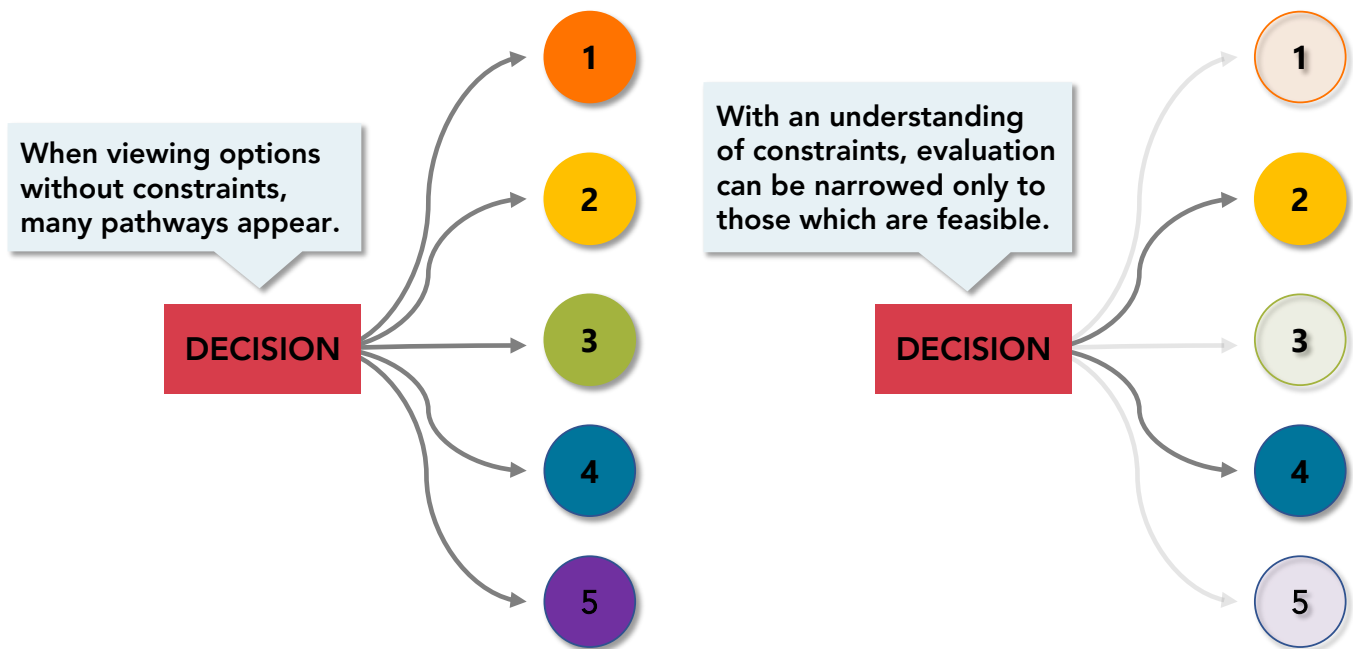 When viewing options
without constraints,
many pathways appear.
DECISION
1
2
3
4
5
With an understanding
of constraints, evaluation
can be narrowed only to
those which are feasible.
DECISION
1
2
3
4
5